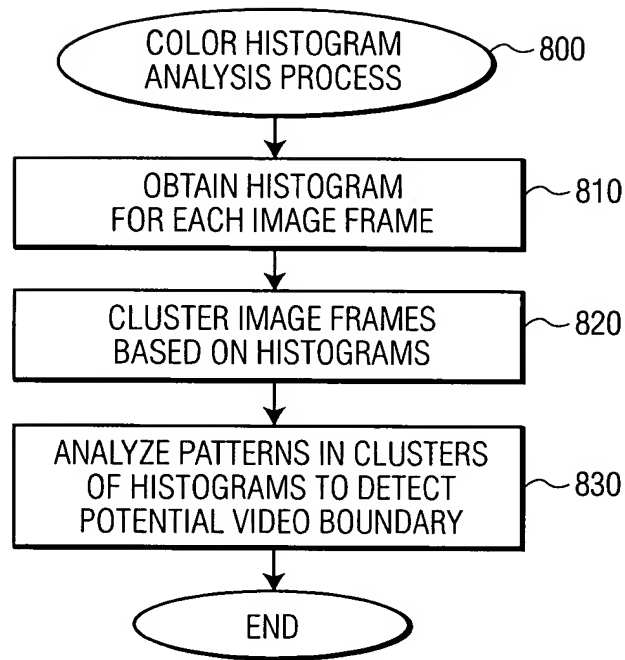 COLOR HISTOGRAM
ANALYSIS PROCESS
800
OBTAIN HISTOGRAM
FOR EACH IMAGE FRAME
810
CLUSTER IMAGE FRAMES
BASED ON HISTOGRAMS
820
ANALYZE PATTERNS IN CLUSTERS
OF HISTOGRAMS TO DETECT
POTENTIAL VIDEO BOUNDARY
830
END